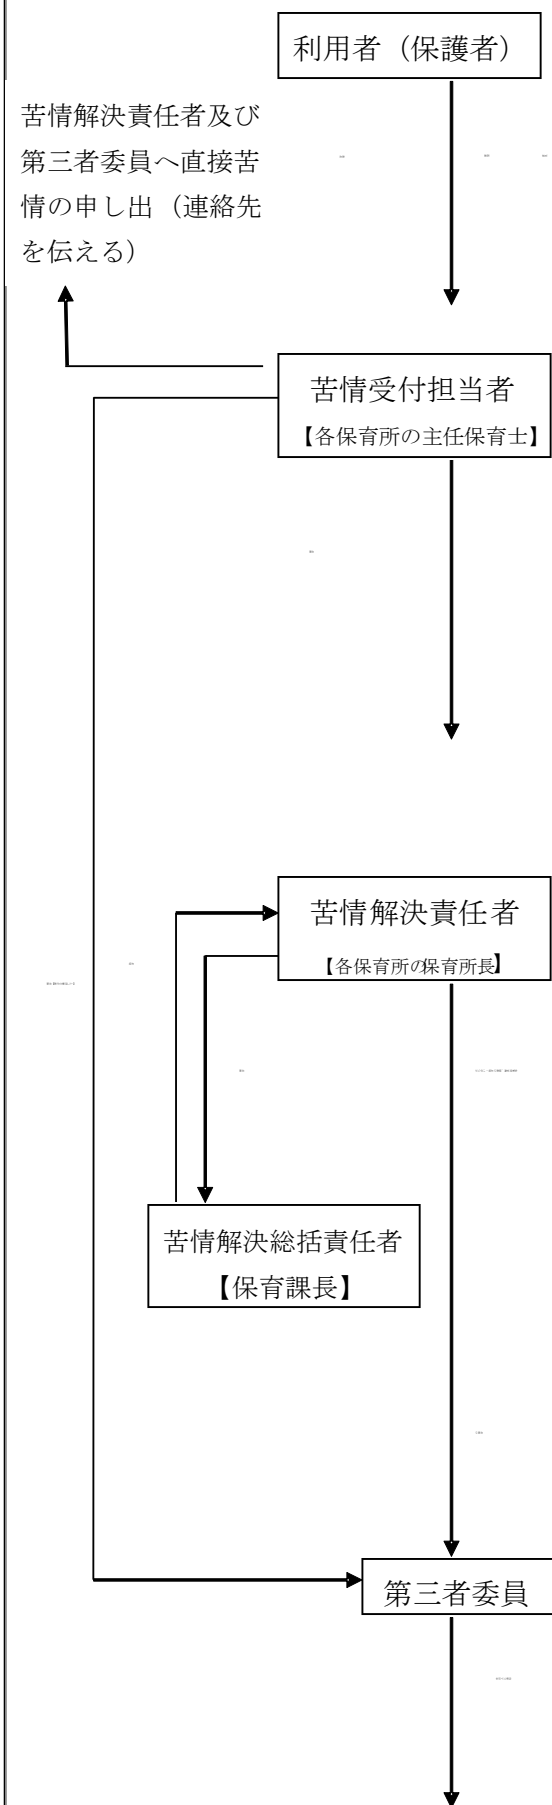 利用者（保護者）
苦情解決責任者及び
第三者委員へ直接苦
情の申し出（連絡先
を伝える）
苦情受付担当者
【各保育所の主任保育士】
苦情解決責任者
【各保育所の保育所長】
苦情解決総括責任者
【保育課長】
第三者委員